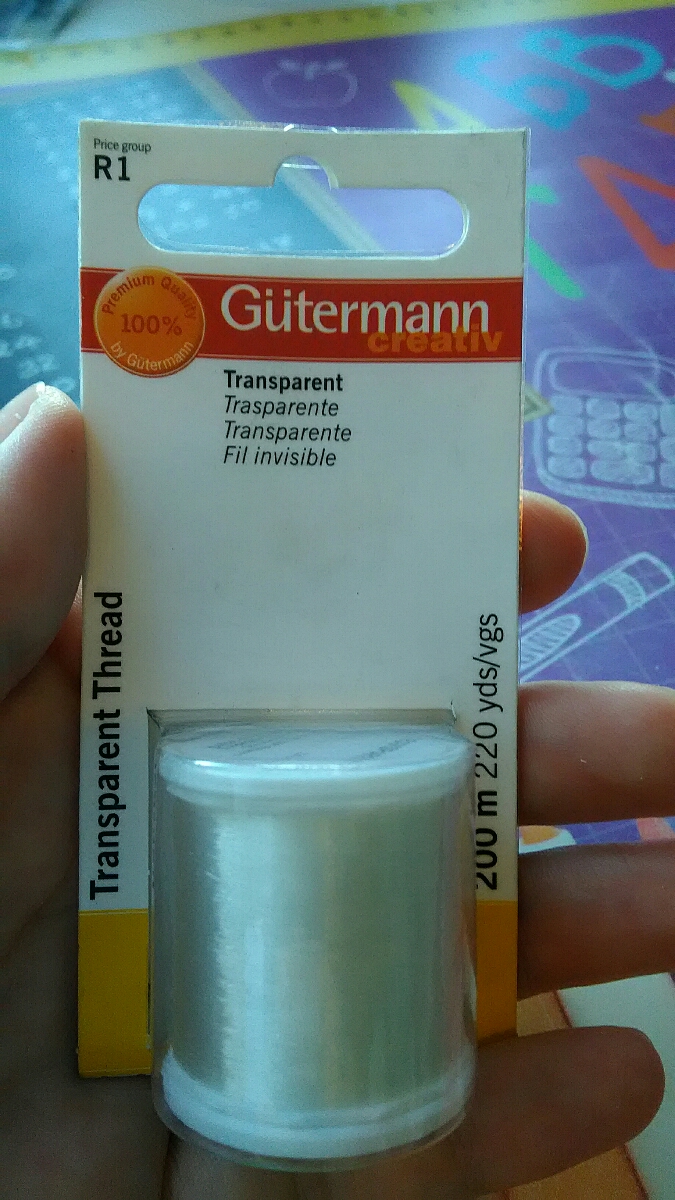 Price group
R1
Premium Quality
100%
by Gütermann
Gütermann
creativ
Transparent
Trasparente
Transparente
Fil invisible
Transparent Thread
200 m 220 yds/vgs